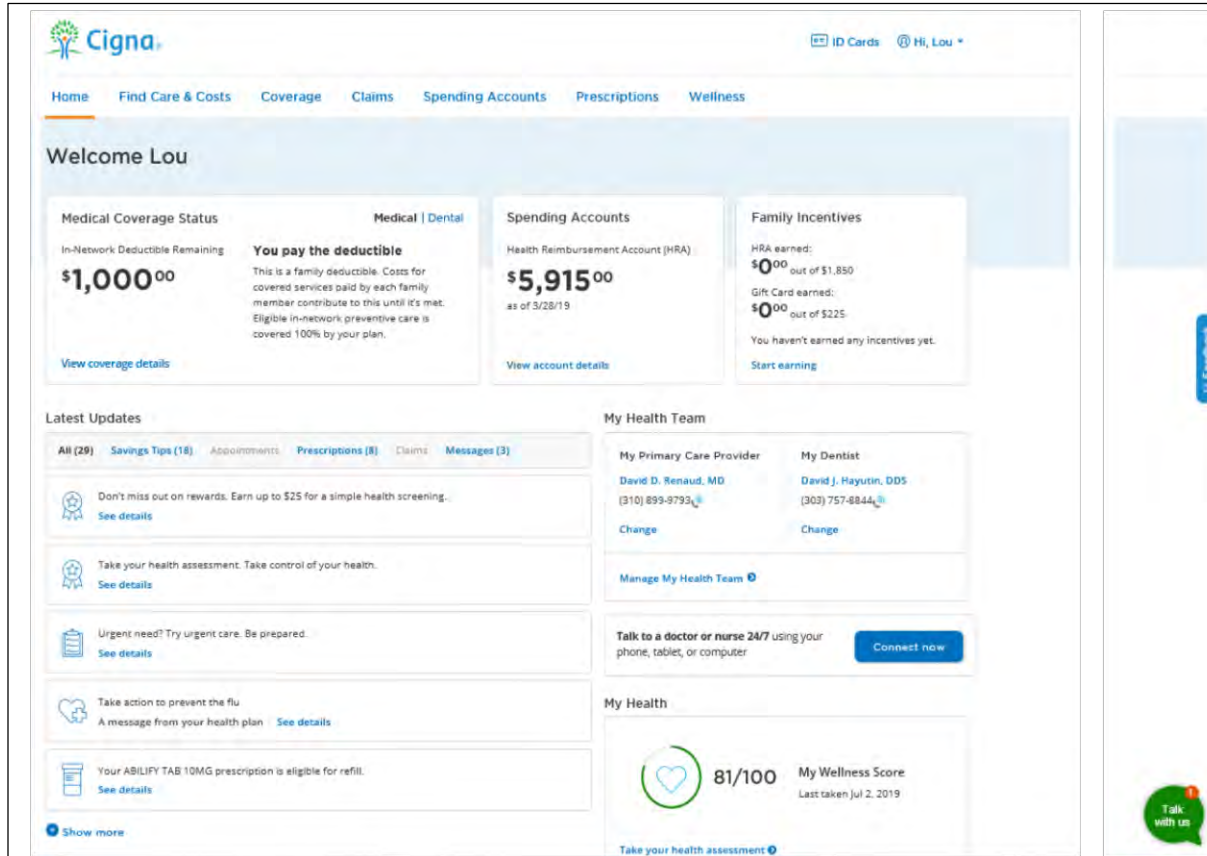 Cigna
ID Cards Hi, Lou
Home Find Care & Costs Coverage Claims Spending Accounts Prescriptions Wellness
Welcome Lou
Medical Coverage Status Medical | Dental
In-Network Deductible Remaining
$1,000 00
You pay the deductible
This is a family deductible. Costs for
covered services paid by each family
member contribute to this until it's met.
Eligible in-network preventive care is
covered 100% by your plan.
View coverage details
Spending Accounts
Health Reimbursement Account (HRA)
$5,915 00
as of 3/28/19
View account details
Family Incentives
HRA earned:
$0 00 out of $1,850
Gift Card earned:
$0 00 out of $225
You haven't earned any incentives yet.
Start earning
Latest Updates
All (29) Savings Tips (18) Appointments Prescriptions (8) Claims Messages (3)
Don't miss out on rewards. Earn up to $25 for a simple health screening.
See details
Take your health assessment. Take control of your health.
See details
Urgent need? Try urgent care. Be prepared.
See details
Take action to prevent the flu
A message from your health plan See details
Your ABILIFY TAB 10MG prescription is eligible for refill.
See details
Show more
My Health Team
My Primary Care Provider
David D. Renaud, MD
(310) 899-9793
Change
My Dentist
David J. Hayutin, DDS
(303) 757-8844
Change
Manage My Health Team
Talk to a doctor or nurse 24/7 using your
phone, tablet, or computer
Connect now
My Health
81/100
My Wellness Score
Last taken Jul 2, 2019
Take your health assessment
Talk
with us
1